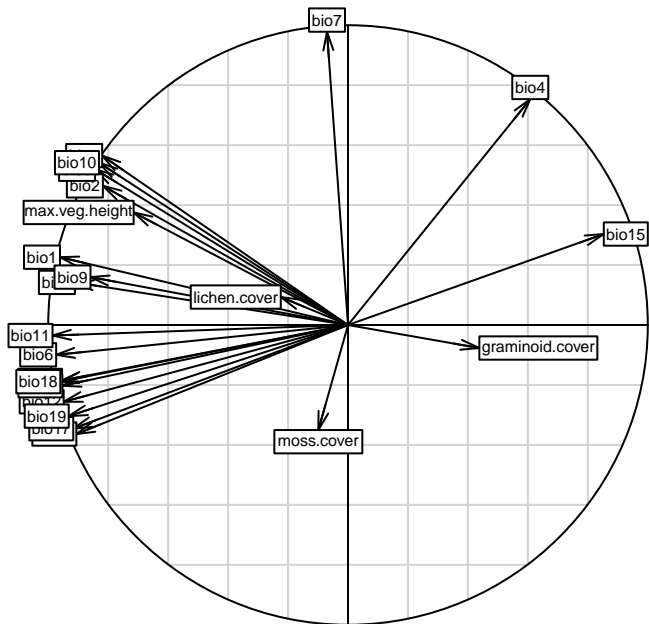 bio7
bio4
bio10
bio2
max.veg.height
bio15
bio1
bio9
lichen.cover
bio11
graminoid.cover
bio6
bio18
bio19
moss.cover